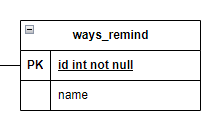 ways_remind
PK id int not null
name